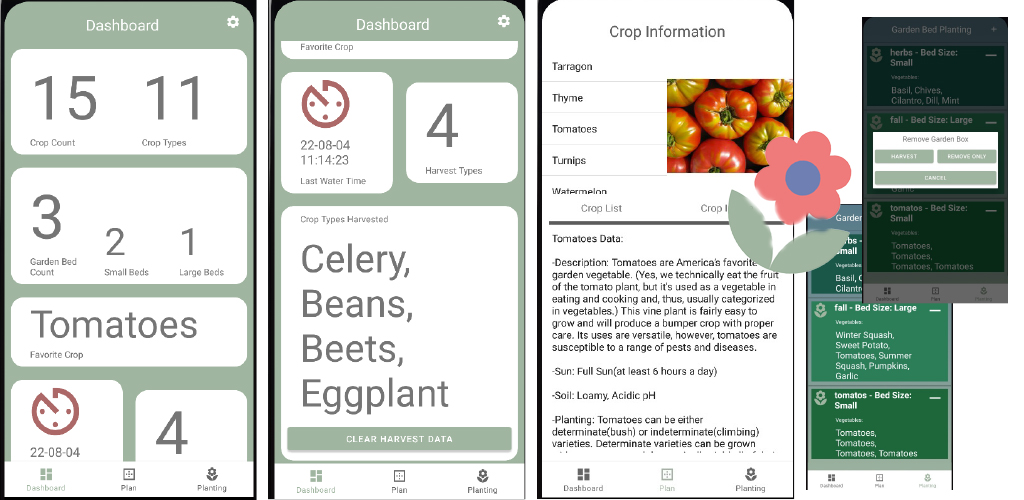 Dashboard
15
11
Crop Count
Crop Types
3
2
1
Garden Bed
Count
Small Beds
Large Beds
Tomatoes
Favorite Crop
22-08-04
4
Dashboard
Plan
Planting
Dashboard
Favorite Crop
22-08-04
11:14:23
Last Water Time
4
Harvest Types
Crop Types Harvested
Celery,
Beans,
Beets,
Eggplant
CLEAR HARVEST DATA
Dashboard
Plan
Planting
Crop Information
Tarragon
Thyme
Tomatoes
Turnips
Watermelon
Crop List
Crop
Tomatoes Data:
-Description: Tomatoes are America's favorite
garden vegetable. (Yes, we technically eat the fruit
of the tomato plant, but it's used as a vegetable in
eating and cooking and, thus, usually categorized
in vegetables.) This vine plant is fairly easy to
grow and will produce a bumper crop with proper
care. Its uses are versatile, however, tomatoes are
susceptible to a range of pests and diseases.
-Sun: Full Sun(at least 6 hours a day)
-Soil: Loamy, Acidic pH
-Planting: Tomatoes can be either
determinate(bush) or indeterminate(climbing)
varieties. Determinate varieties can be grown
Dashboard
Plan
Planting
Garden Bed Planting +
herbs - Bed Size:
Small
Vegetables:
Basil, Chives,
Cilantro, Dill, Mint
fall - Bed Size: Large
Remove Garden Box
HARVEST
REMOVE ONLY
CANCEL
tomatos - Bed Size:
Small
Vegetables:
Tomatoes,
Tomatoes,
Tomatoes, Tomatoes
Dashboard
Plan
Planting
fall - Bed Size: Large
Vegetables:
Winter Squash,
Sweet Potato,
Tomatoes, Summer
Squash, Pumpkins,
Garlic
tomatos - Bed Size:
Small
Vegetables:
Tomatoes,
Tomatoes,
Tomatoes, Tomatoes
Dashboard
Plan
Planting